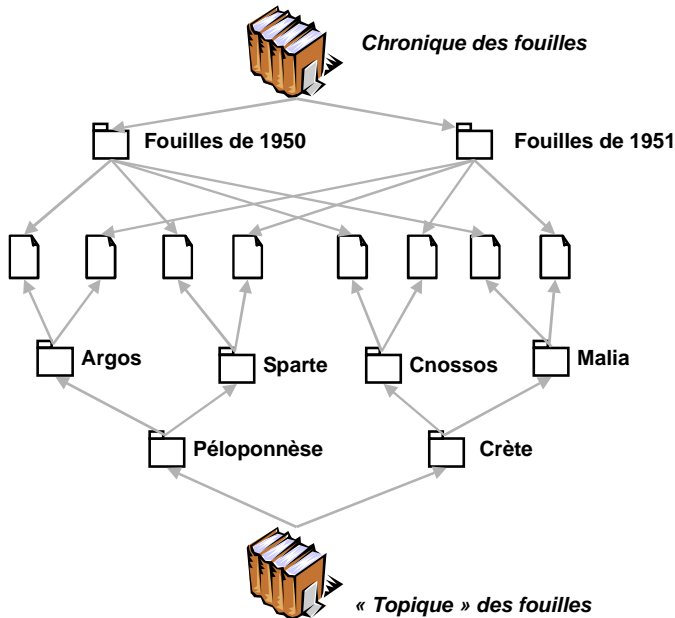 Chronique des fouilles
Fouilles de 1950
Fouilles de 1951
Argos
Sparte
Cnossos
Malia
Péloponnèse
Crète
« Topique » des fouilles